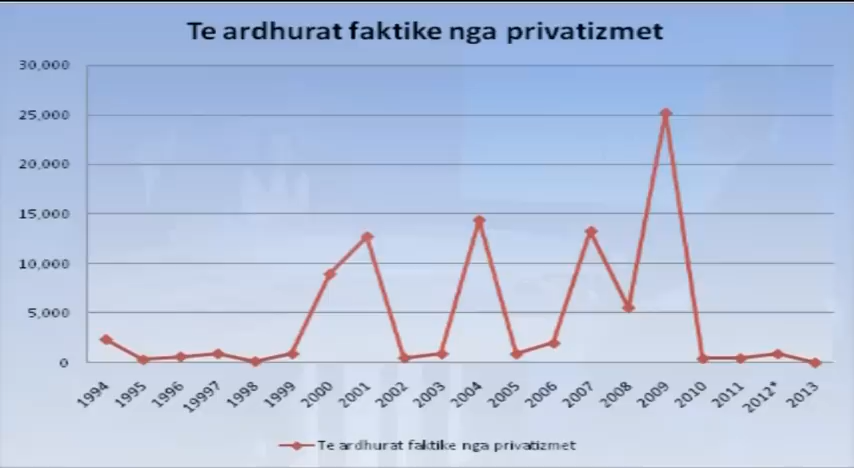 Te ardhurat faktike nga privatizmet
30,000
25,000
20,000
15,000
10,000
5,000
0
1994 1995 1996 19997 1998 1999 2000 2001 2002 2003 2004 2005 2006 2007 2008 2009 2010 2011 2012* 2013
Te ardhurat faktike nga privatizmet